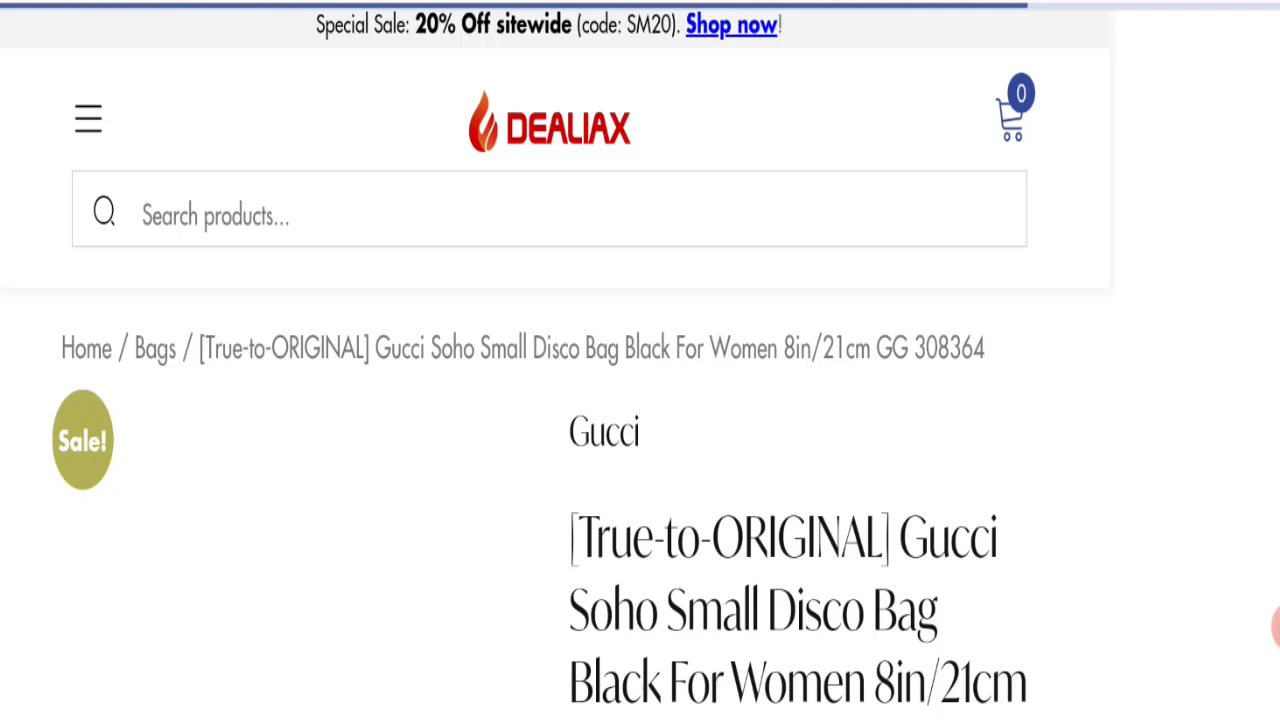 Special Sale: 20% Off sitewide (code: SM20). Shop now!
0
DEALIAX
Search products...
Home / Bags / [True-to-ORIGINAL] Gucci Soho Small Disco Bag Black For Women 8in/21cm GG 308364
Sale!
Gucci
[True-to-ORIGINAL] Gucci
Soho Small Disco Bag
Black For Women 8in/21cm